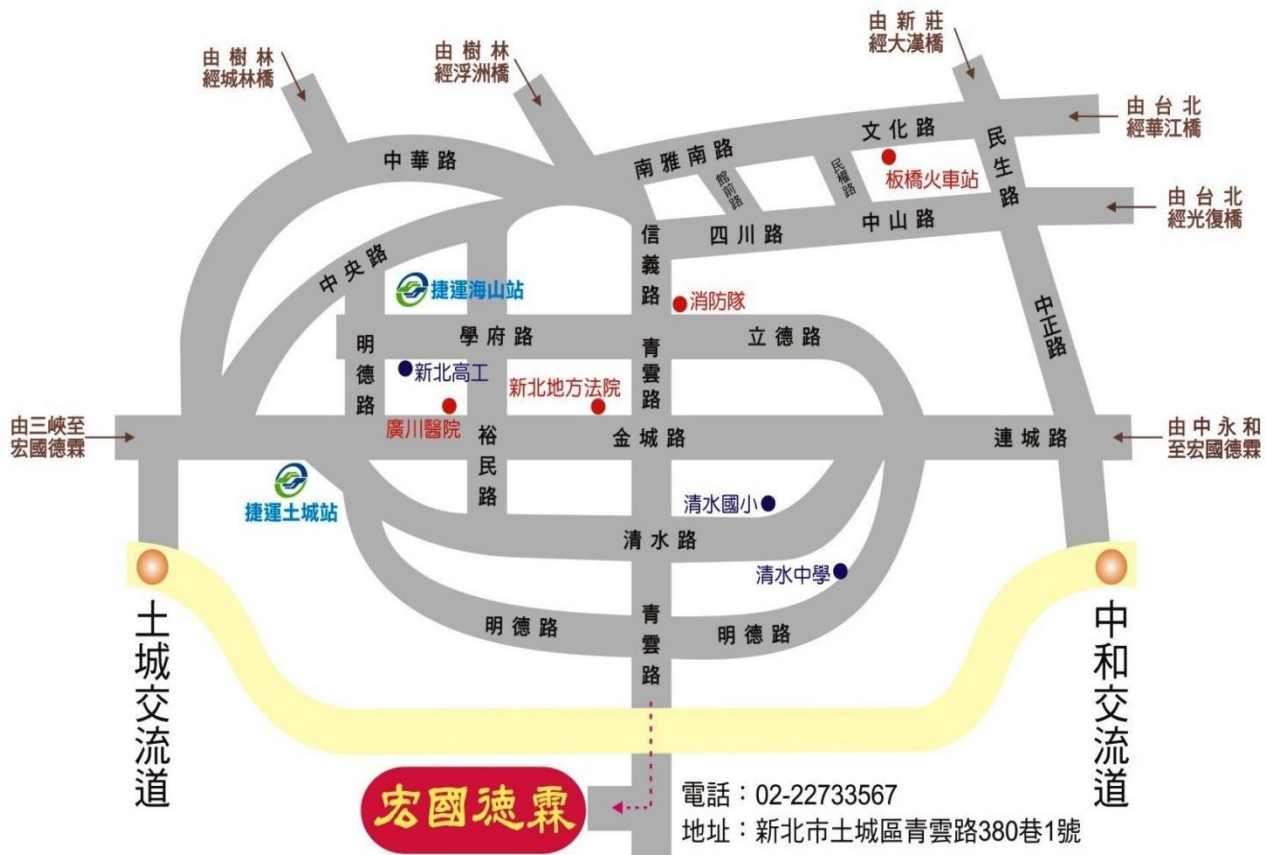 由新莊
經大漢橋
由樹林
經城林橋
由樹林
經浮洲橋
由台北
經華江橋
文化路
民生路
南雅南路
中華路
館前路
民權路
板橋火車站
由台北
經光復橋
中山路
四川路
信義路
中央路
捷運海山站
消防隊
中正路
學府路
立德路
明德路
青雲路
新北高工
新北地方法院
廣川醫院
由三峽至
宏國德霖
裕民路
金城路
連城路
由中永和
至宏國德霖
捷運土城站
清水國小
清水路
清水中學
土城交流道
明德路
青雲路
明德路
中和交流道
宏國德霖
電話：02-22733567
地址：新北市土城區青雲路380巷1號